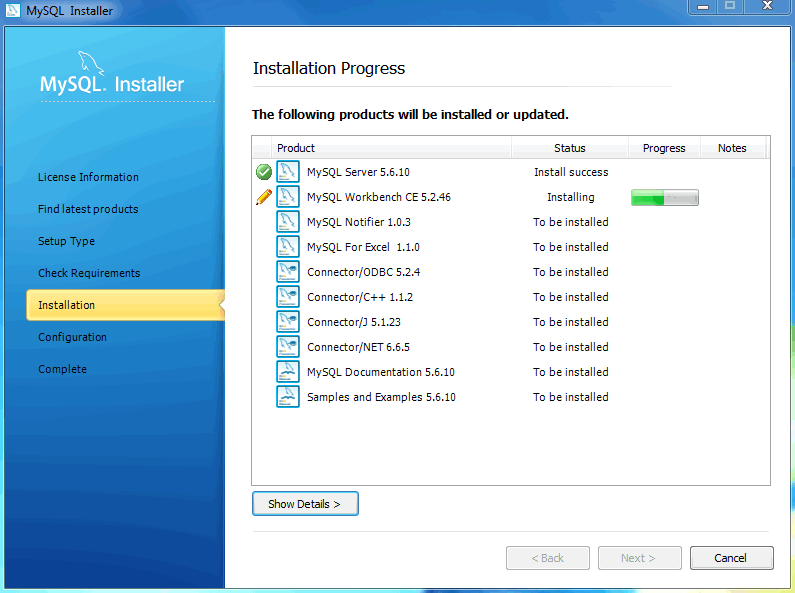 MySQL Installer
MySQL. Installer
License Information
Find latest products
Setup Type
Check Requirements
Installation
Configuration
Complete
Installation Progress
The following products will be installed or updated.
Product Status Progress Notes
MySQL Server 5.6.10 Install success
MySQL Workbench CE 5.2.46 Installing
MySQL Notifier 1.0.3 To be installed
MySQL For Excel 1.1.0 To be installed
Connector/ODBC 5.2.4 To be installed
Connector/C++ 1.1.2 To be installed
Connector/J 5.1.23 To be installed
Connector/NET 6.6.5 To be installed
MySQL Documentation 5.6.10 To be installed
Samples and Examples 5.6.10 To be installed
Show Details >
< Back Next > Cancel